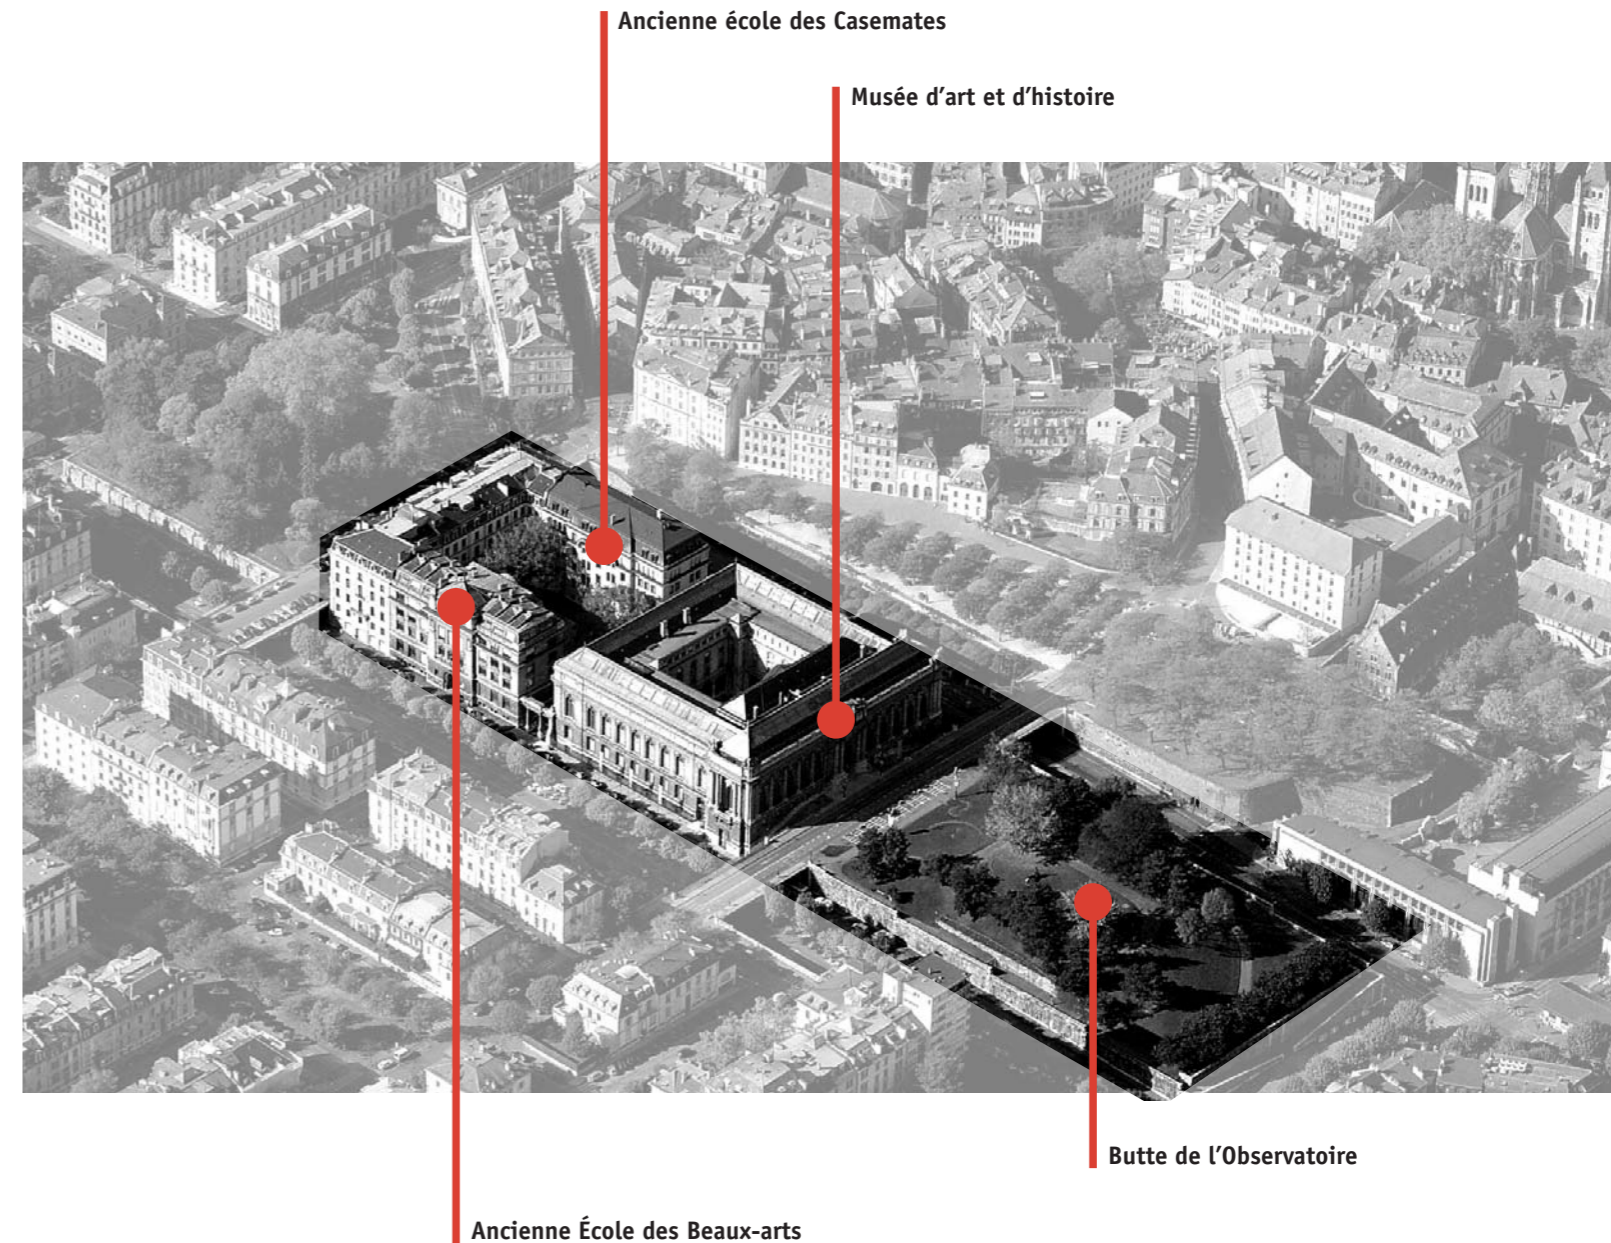 Ancienne école des Casemates
Musée d’art et d’histoire
Butte de l’Observatoire
Ancienne École des Beaux-arts